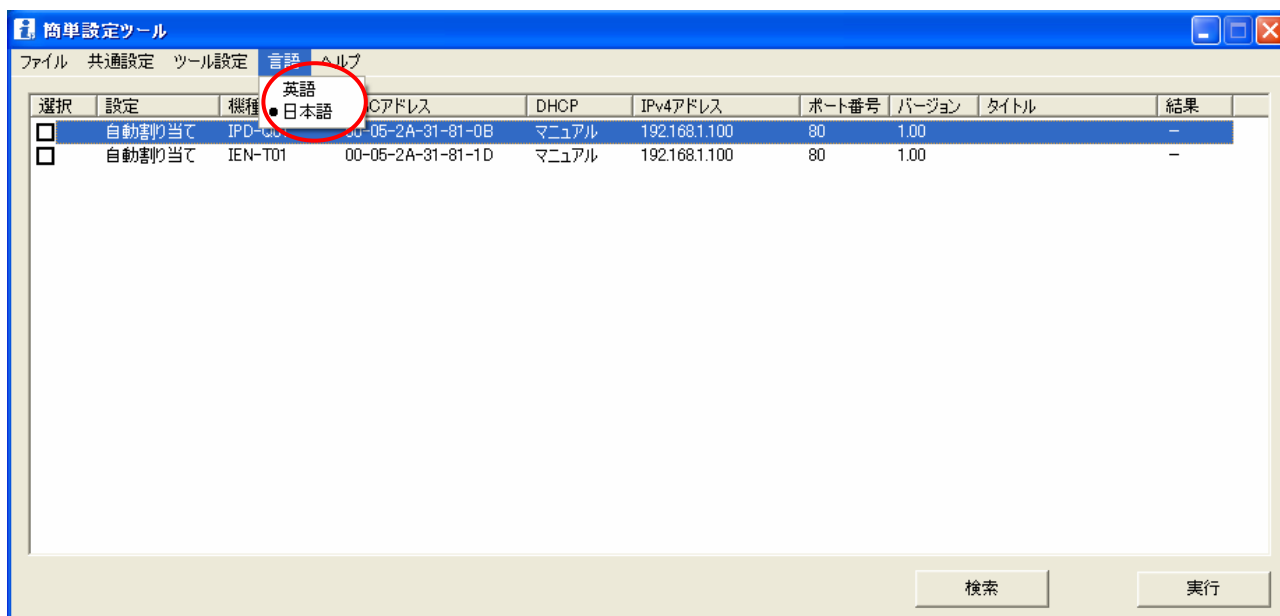 簡単設定ツール
ファイル 共通設定 ツール設定 言語 ヘルプ
英語
●日本語
選択 設定 機種 Cアドレス DHCP IPv4アドレス ポート番号 バージョン タイトル 結果
自動割り当て IPD- 00-05-2A-31-81-0B マニュアル 192.168.1.100 80 1.00 －
自動割り当て IEN-T01 00-05-2A-31-81-1D マニュアル 192.168.1.100 80 1.00 －
検索 実行